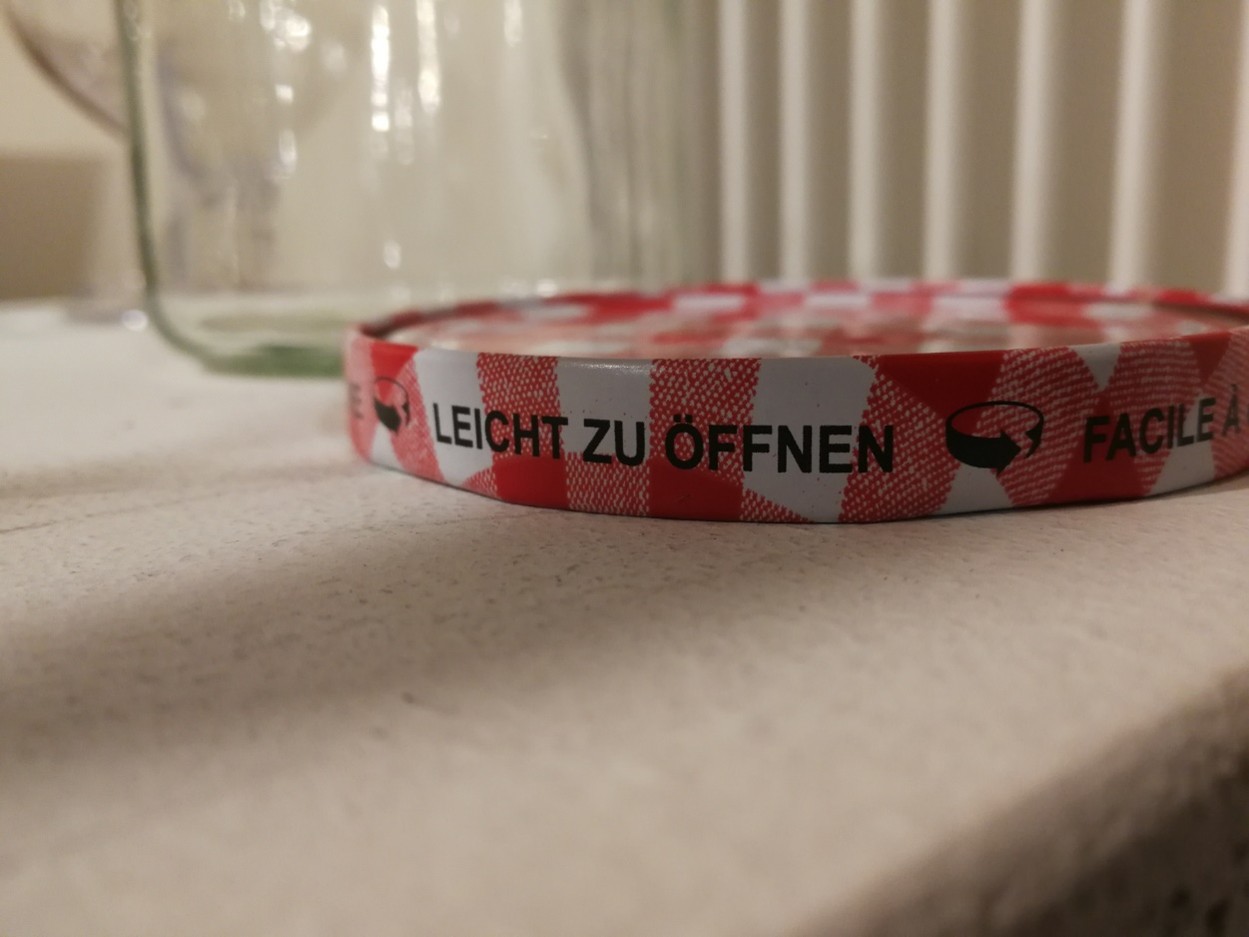 LEICHT ZU ÖFFNEN FACILE À